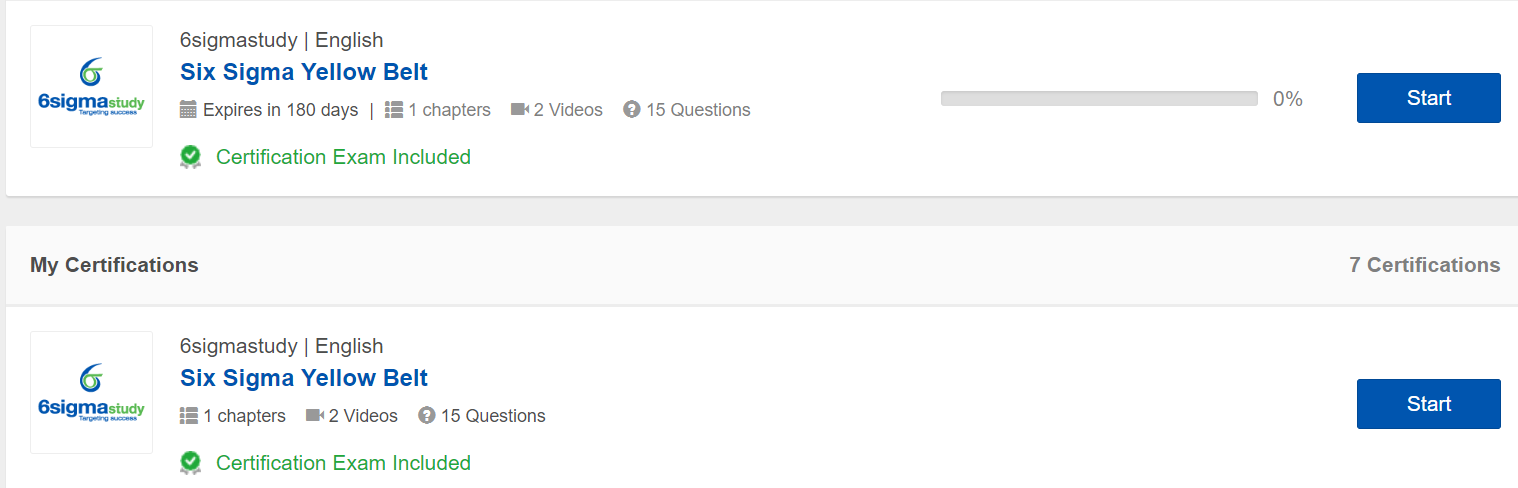 6sigmastudy | English
Six Sigma Yellow Belt
Expires in 180 days | 1 chapters 2 Videos 15 Questions
0%
Start
Certification Exam Included
6sigmastudy
Targeting success
My Certifications
7 Certifications
6sigmastudy | English
Six Sigma Yellow Belt
1 chapters 2 Videos 15 Questions
Start
Certification Exam Included
6sigmastudy
Targeting success